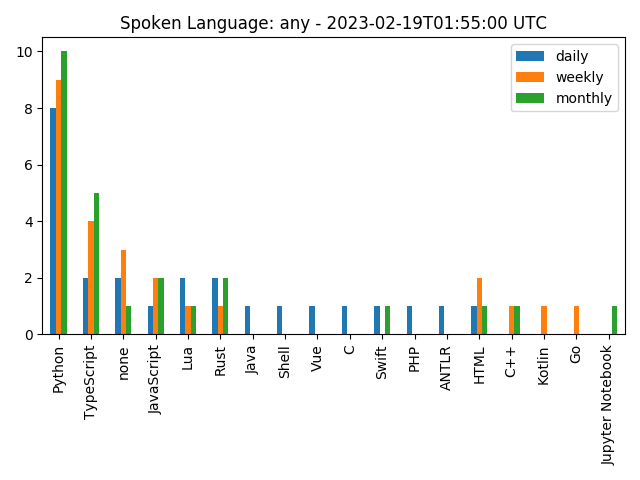 Spoken Language: any - 2023-02-19T01:55:00 UTC
daily
weekly
monthly
10
8
6
4
2
0
Python
TypeScript
none
JavaScript
Lua
Rust
Java
Shell
Vue
C
Swift
PHP
ANTLR
HTML
C++
Kotlin
Go
Jupyter Notebook